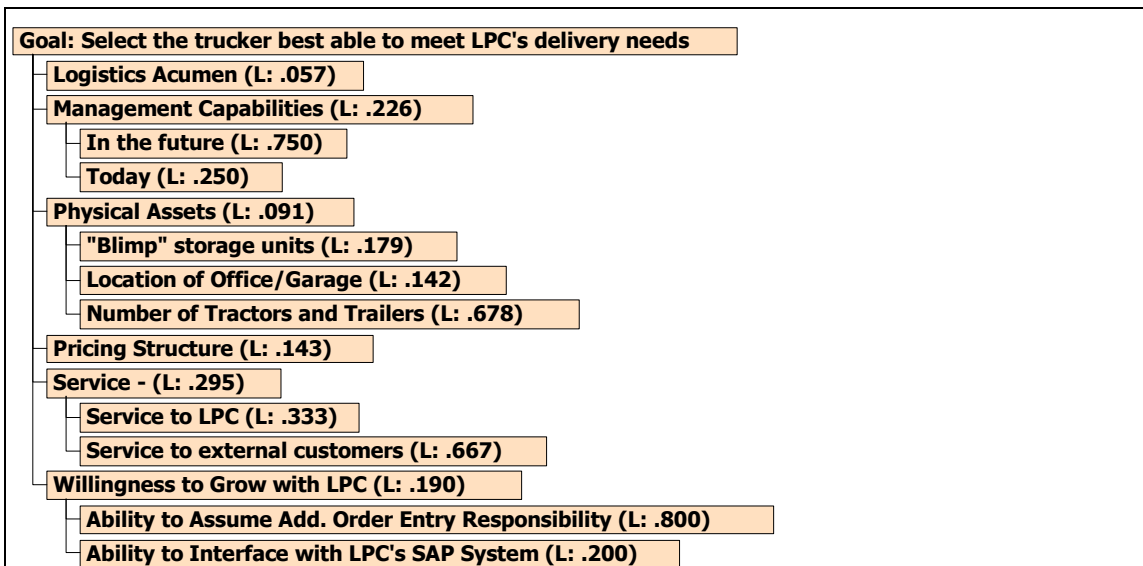 Goal: Select the trucker best able to meet LPC's delivery needs
Logistics Acumen (L: .057)
Management Capabilities (L: .226)
In the future (L: .750)
Today (L: .250)
Physical Assets (L: .091)
"Blimp" storage units (L: .179)
Location of Office/Garage (L: .142)
Number of Tractors and Trailers (L: .678)
Pricing Structure (L: .143)
Service - (L: .295)
Service to LPC (L: .333)
Service to external customers (L: .667)
Willingness to Grow with LPC (L: .190)
Ability to Assume Add. Order Entry Responsibility (L: .800)
Ability to Interface with LPC's SAP System (L: .200)